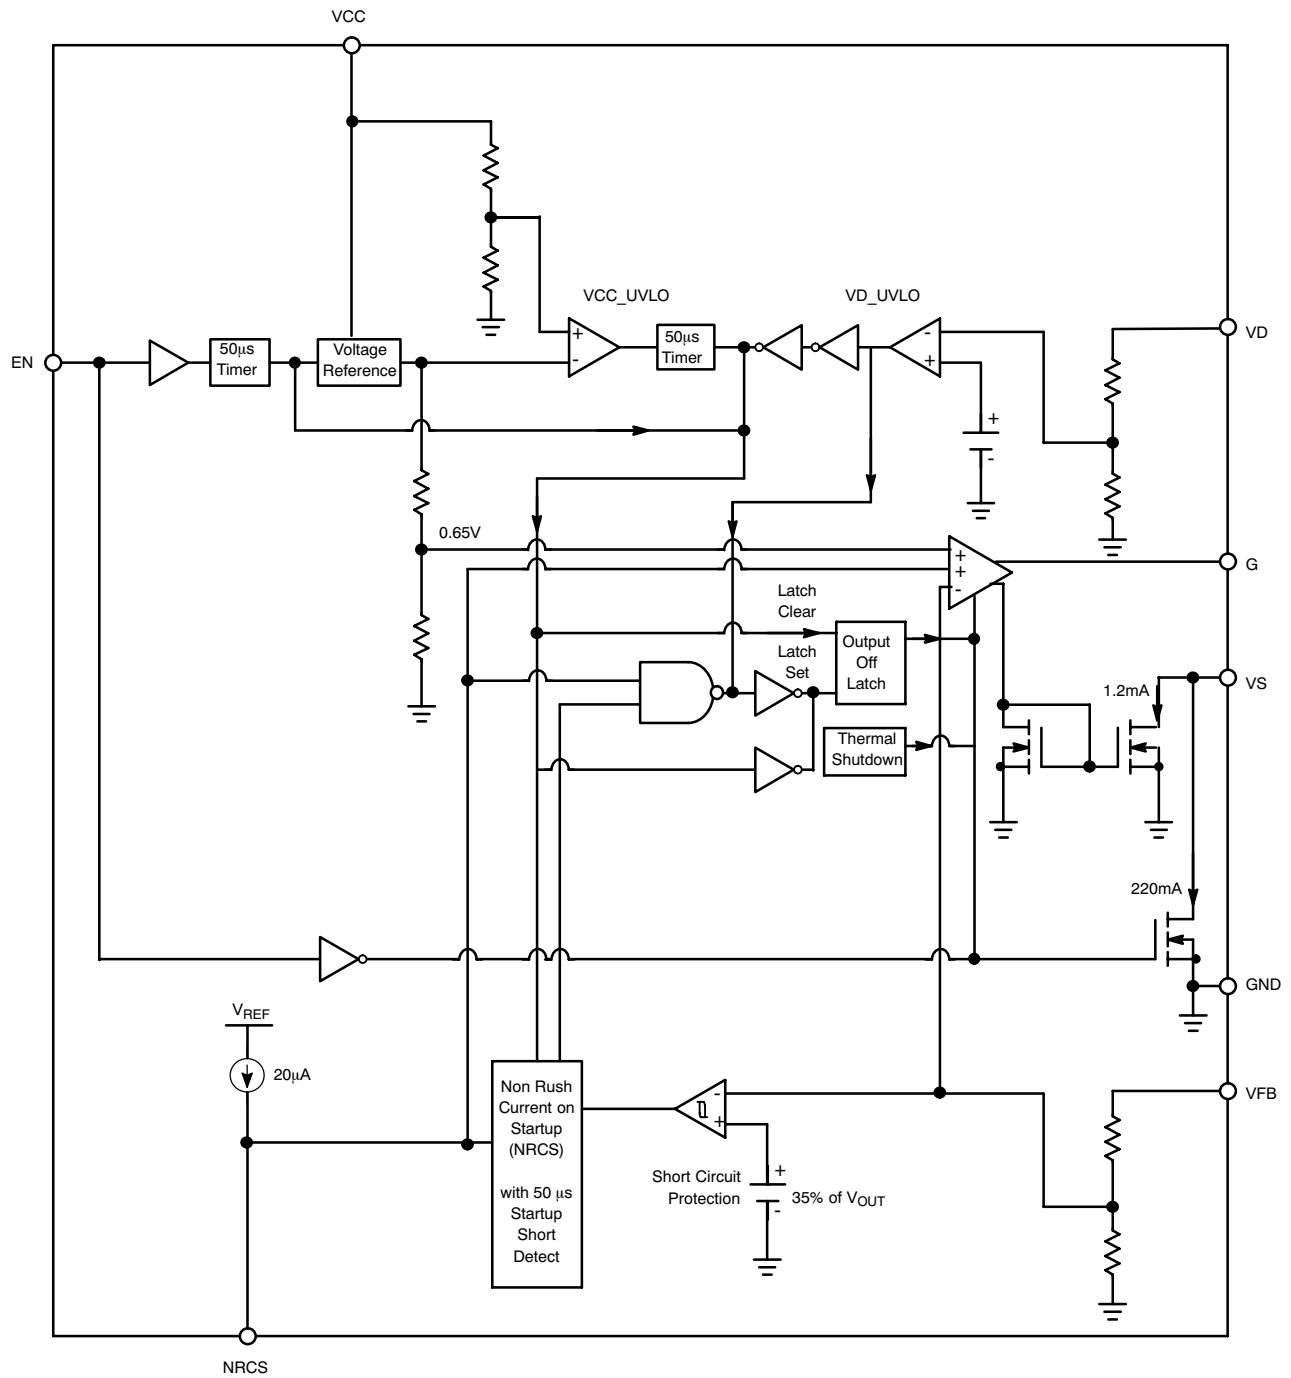 VCC
VCC_UVLO
VD_UVLO
+
-
50µs
Timer
-
+
VD
EN
50µs
Timer
Voltage
Reference
+
-
0.65V
+
+
-
G
Latch
Clear
Latch
Set
Output
Off
Latch
Thermal
Shutdown
1.2mA
VS
220mA
GND
VREF
20µA
Non Rush
Current on
Startup
(NRCS)
with 50 µs
Startup
Short
Detect
-
+
VFB
Short Circuit
Protection
+
-
35% of VOUT
NRCS